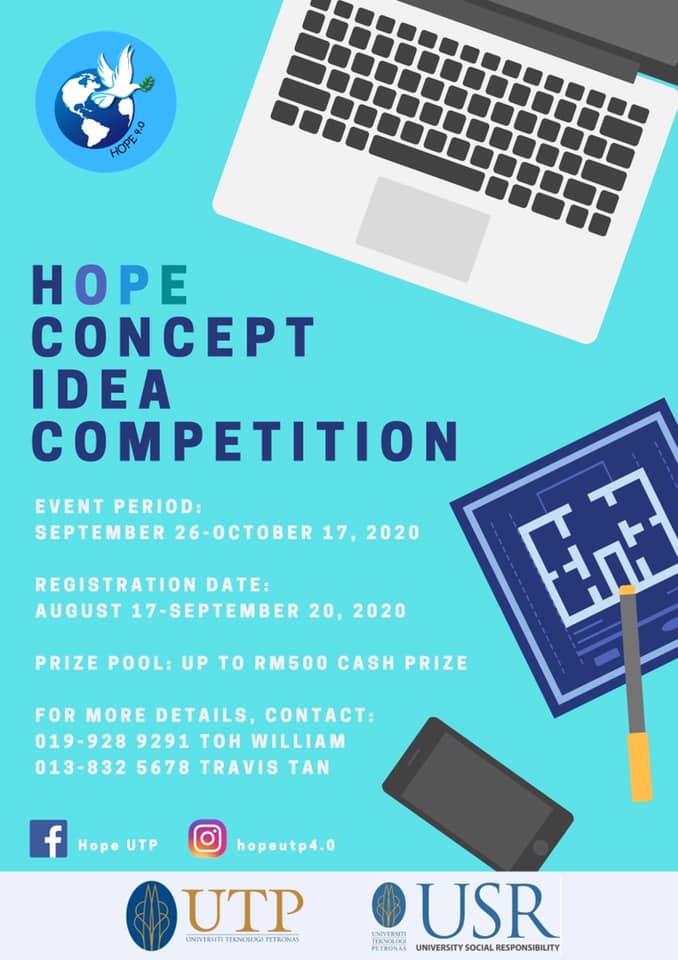 HOPE 4.0
HOPE
CONCEPT
IDEA
COMPETITION
EVENT PERIOD:
SEPTEMBER 26-OCTOBER 17, 2020
REGISTRATION DATE:
AUGUST 17-SEPTEMBER 20, 2020
PRIZE POOL: UP TO RM500 CASH PRIZE
FOR MORE DETAILS, CONTACT:
019-928 9291 TOH WILLIAM
013-832 5678 TRAVIS TAN
Hope UTP
hopeutp4.0
UTP
UNIVERSITI TEKNOLOGI PETRONAS
UNIVERSITI
TEKNOLOGI
PETRONAS
USR
UNIVERSITY SOCIAL RESPONSIBILITY